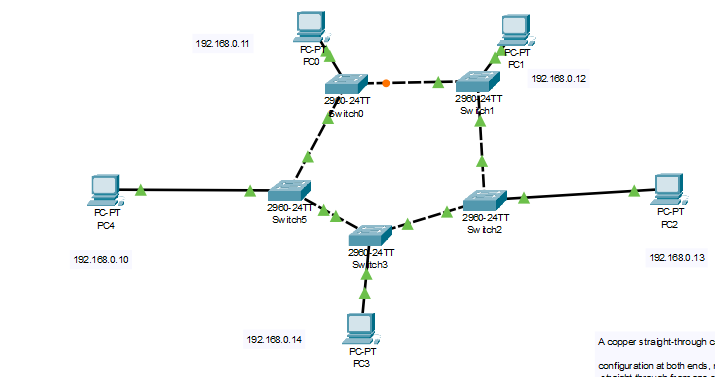 192.168.0.11
PC-PT
PC0
PC-PT
PC1
192.168.0.12
2960-24TT
Switch0
2960-24TT
Switch1
PC-PT
PC4
2960-24TT
Switch5
2960-24TT
Switch2
PC-PT
PC2
192.168.0.10
2960-24TT
Switch3
192.168.0.13
192.168.0.14
PC-PT
PC3
A copper straight-through c
configuration at both ends,